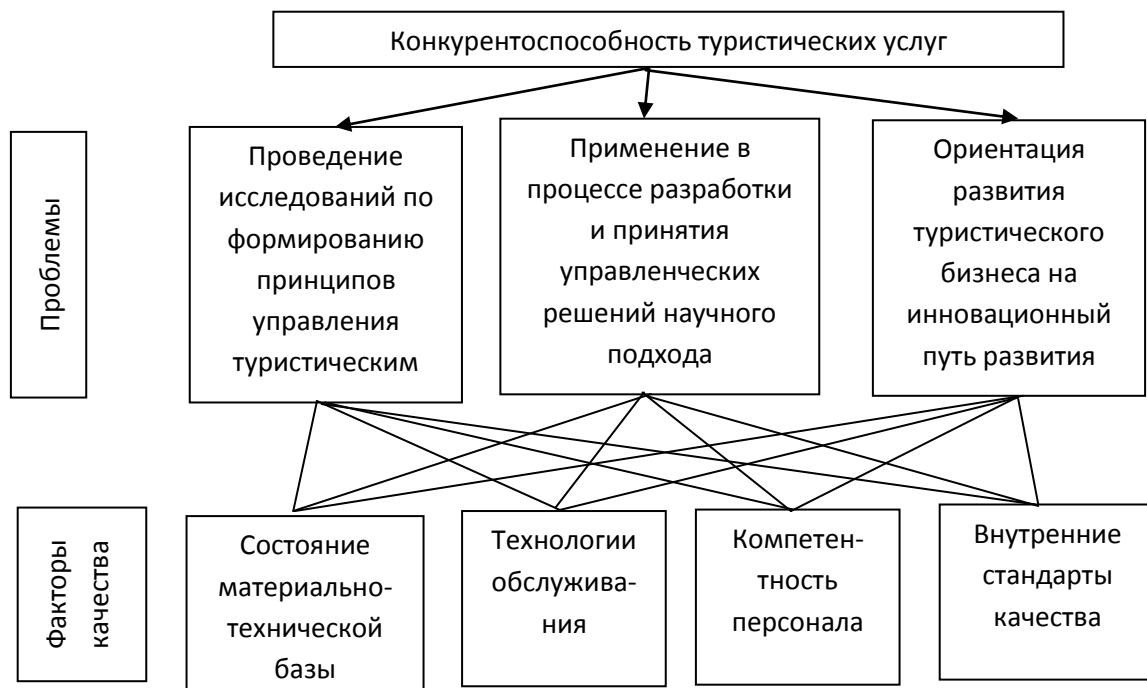 Конкурентоспособность туристических услуг
Проблемы
Проведение
исследований по
формированию
принципов
управления
туристическим
Применение в
процессе разработки
и принятия
управленческих
решений научного
подхода
Ориентация
развития
туристического
бизнеса на
инновационный
путь развития
Факторы
качества
Состояние
материально-
технической
базы
Технологии
обслужива-
ния
Компетен-
тность
персонала
Внутренние
стандарты
качества